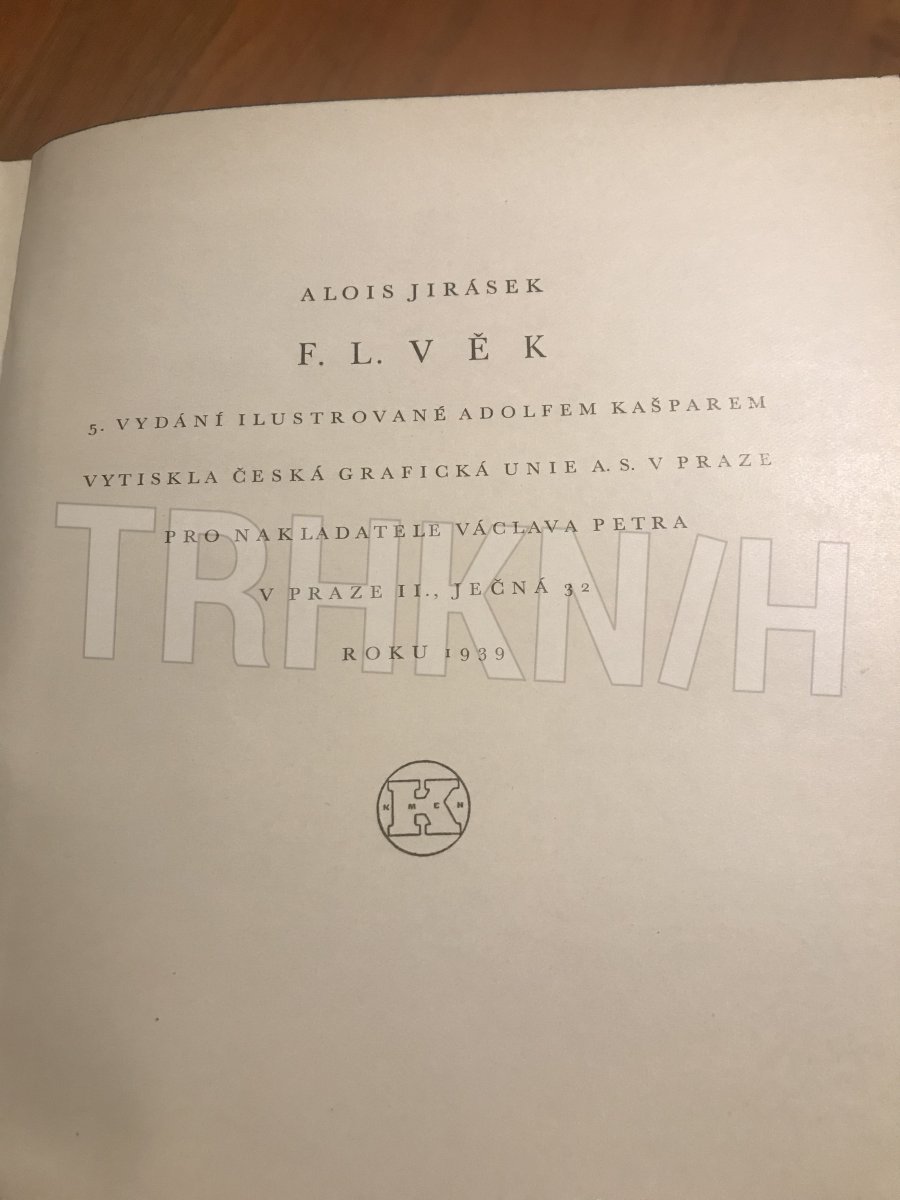 ALOIS JIRÁSEK
F. L. VĚK
5. VYDÁNÍ ILUSTROVANÉ ADOLFEM KAŠPAREM
VYTISKLA ČESKÁ GRAFICKÁ UNIE A. S. V PRAZE
PRO NAKLADATELE VÁCLAVA PETRA
V PRAZE II., JEČNÁ 32
ROKU 1939
TRHKNIH
K
KMEN